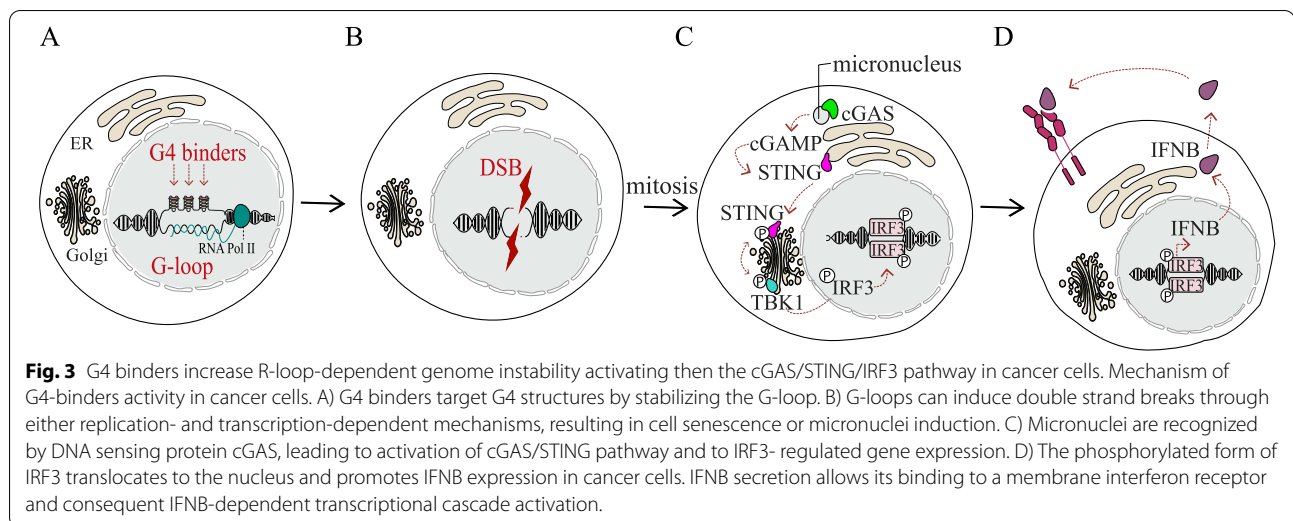 A
B
C
D
ER
G4 binders
RNA Pol II
Golgi
G-loop
DSB
mitosis
micronucleus
cGAS
cGAMP
STING
STING
P
P
TBK1
P
IRF3
P
IRF3
IRF3
P
IFNB
IFNB
P
IRF3
IRF3
P
Fig. 3 G4 binders increase R-loop-dependent genome instability activating then the cGAS/STING/IRF3 pathway in cancer cells. Mechanism of
G4-binders activity in cancer cells. A) G4 binders target G4 structures by stabilizing the G-loop. B) G-loops can induce double strand breaks through
either replication- and transcription-dependent mechanisms, resulting in cell senescence or micronuclei induction. C) Micronuclei are recognized
by DNA sensing protein cGAS, leading to activation of cGAS/STING pathway and to IRF3- regulated gene expression. D) The phosphorylated form of
IRF3 translocates to the nucleus and promotes IFNB expression in cancer cells. IFNB secretion allows its binding to a membrane interferon receptor
and consequent IFNB-dependent transcriptional cascade activation.